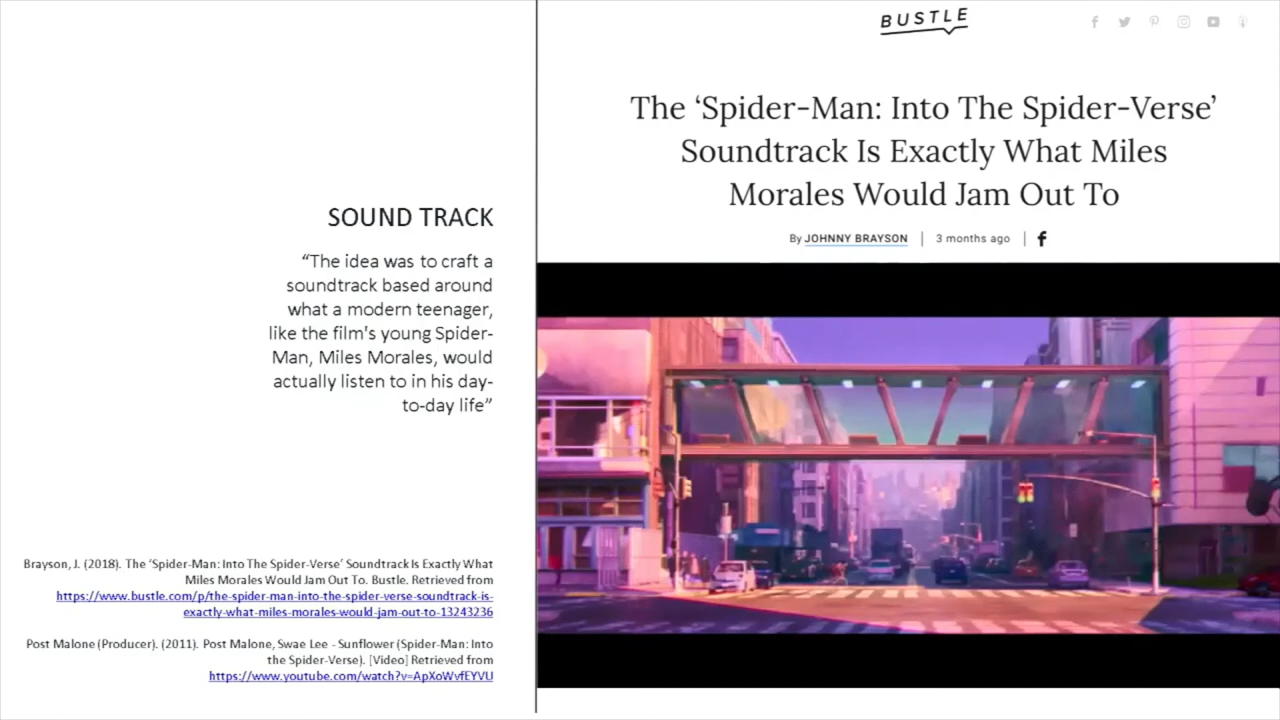 SOUND TRACK
“The idea was to craft a
soundtrack based around
what a modern teenager,
like the film's young Spider-
Man, Miles Morales, would
actually listen to in his day-
to-day life”
Brayson, J. (2018). The ‘Spider-Man: Into The Spider-Verse’ Soundtrack Is Exactly What
Miles Morales Would Jam Out To. Bustle. Retrieved from
https://www.bustle.com/p/the-spider-man-into-the-spider-verse-soundtrack-is-
exactly-what-miles-morales-would-jam-out-to-13243236
Post Malone (Producer). (2011). Post Malone, Swae Lee - Sunflower (Spider-Man: Into
the Spider-Verse). [Video] Retrieved from
https://www.youtube.com/watch?v=ApXoWvfEYVU
BUSTLE
The ‘Spider-Man: Into The Spider-Verse’
Soundtrack Is Exactly What Miles
Morales Would Jam Out To
By JOHNNY BRAYSON | 3 months ago |